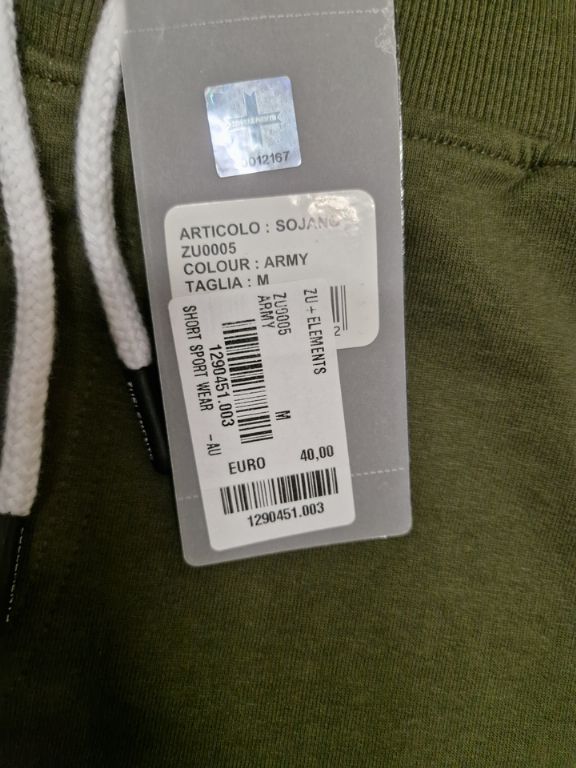 0012167
ARTICOLO : SOJANO
ZU0005
COLOUR : ARMY
TAGLIA : M
ZU+ELEMENTS
ZU0005 M
ARMY
1290451.003
SHORT SPORT WEAR -AU
EURO 40,00
1290451.003